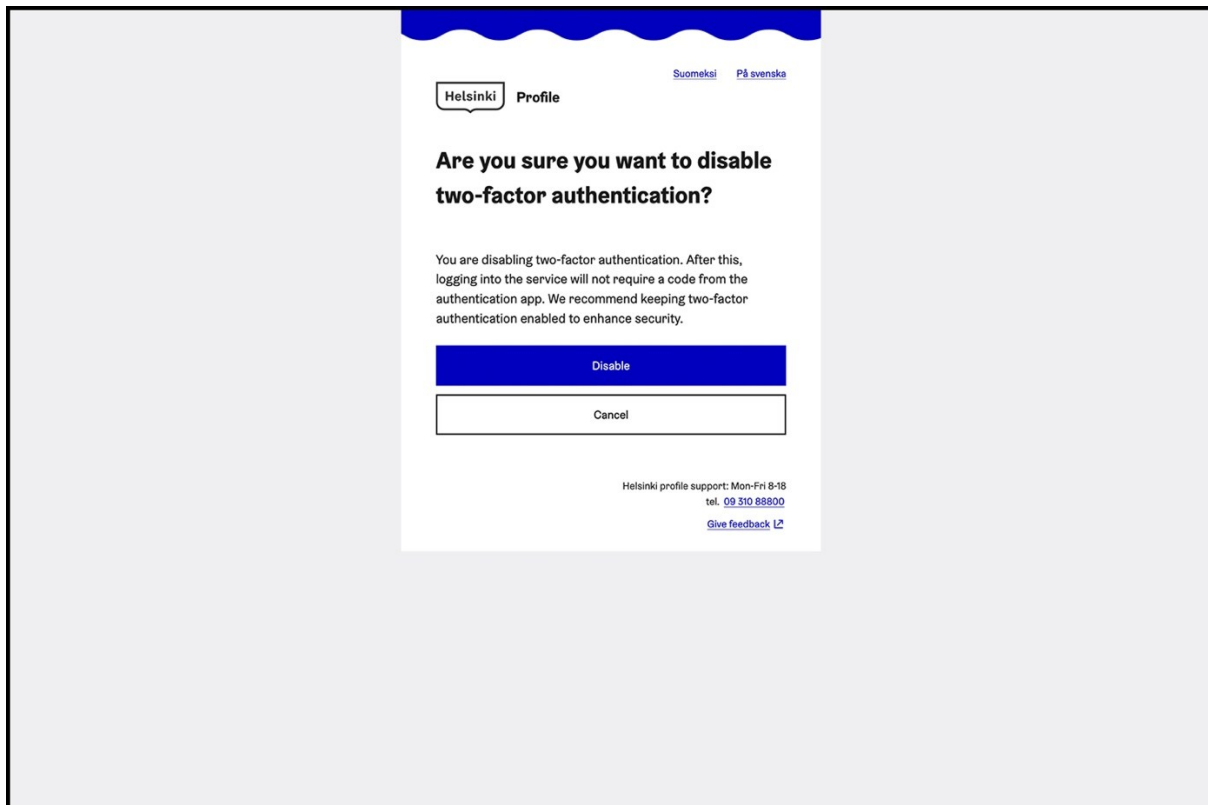 Suomeksi På svenska
Helsinki Profile
Are you sure you want to disable
two-factor authentication?
You are disabling two-factor authentication. After this,
logging into the service will not require a code from the
authentication app. We recommend keeping two-factor
authentication enabled to enhance security.
Disable
Cancel
Helsinki profile support: Mon-Fri 8-18
tel. 09 310 88800
Give feedback